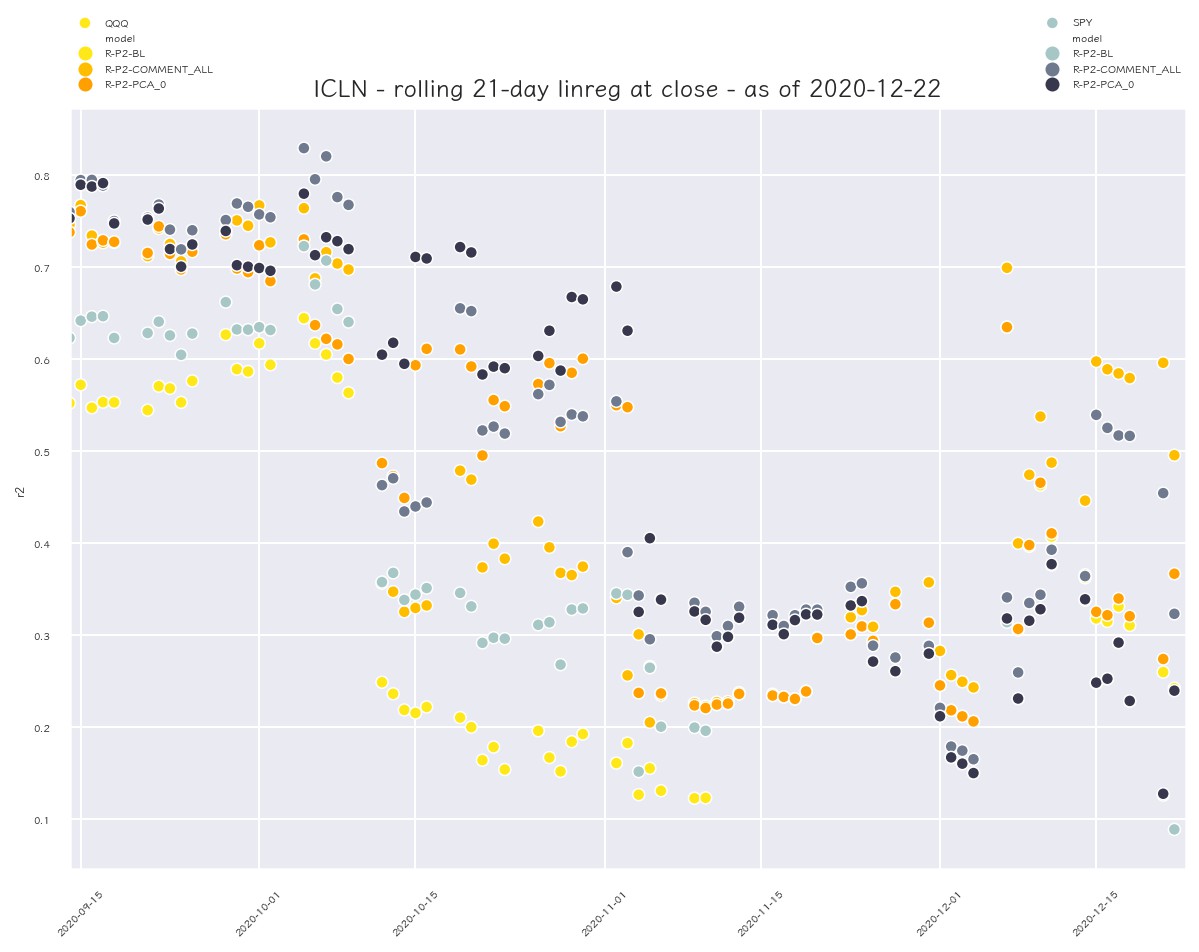 QQQ
model
R-P2-BL
R-P2-COMMENT_ALL
R-P2-PCA_0
SPY
model
R-P2-BL
R-P2-COMMENT_ALL
R-P2-PCA_0
ICLN - rolling 21-day linreg at close - as of 2020-12-22
0.8
0.7
0.6
0.5
0.4
0.3
0.2
0.1
r2
2020-09-15
2020-10-01
2020-10-15
2020-11-01
2020-11-15
2020-12-01
2020-12-15